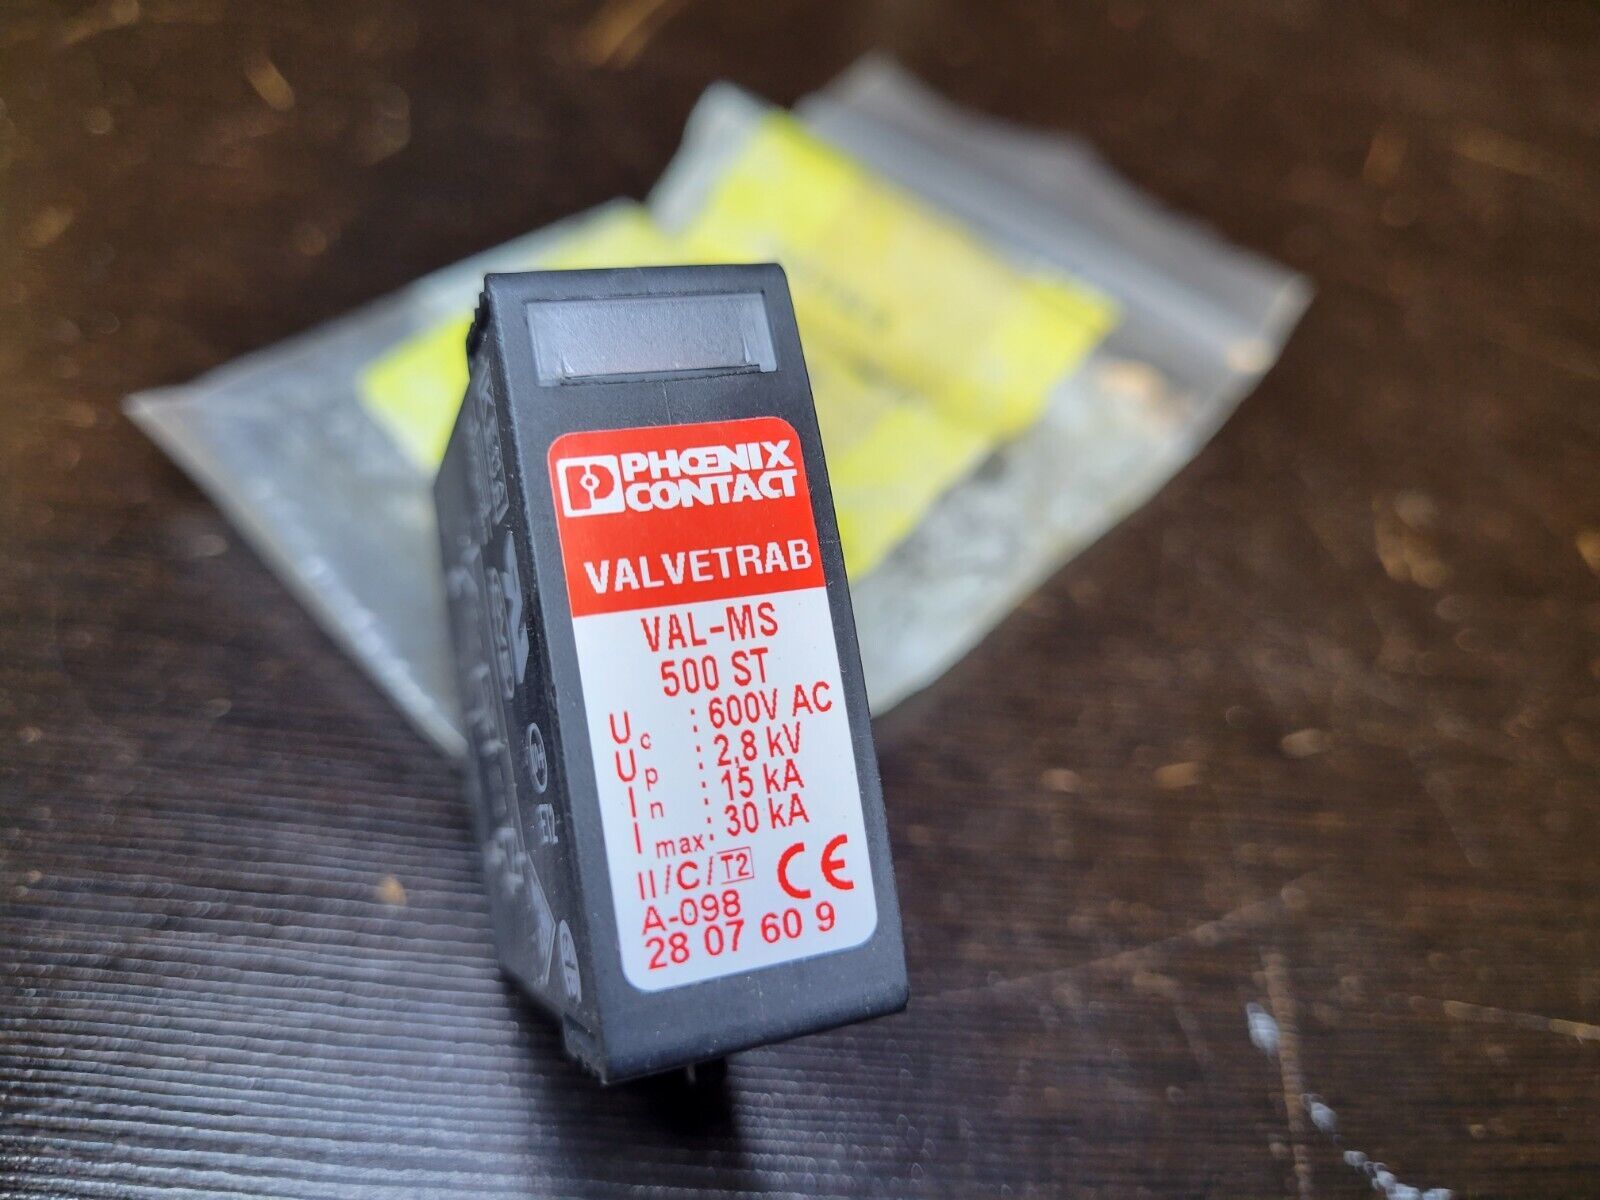 PHŒNIX
CONTACT
VALVETRAB
VAL-MS
500 ST
Uc : 600V AC
Up : 2,8 kV
In : 15 kA
Imax: 30 kA
II/C/T2
CE
A-098
28 07 60 9